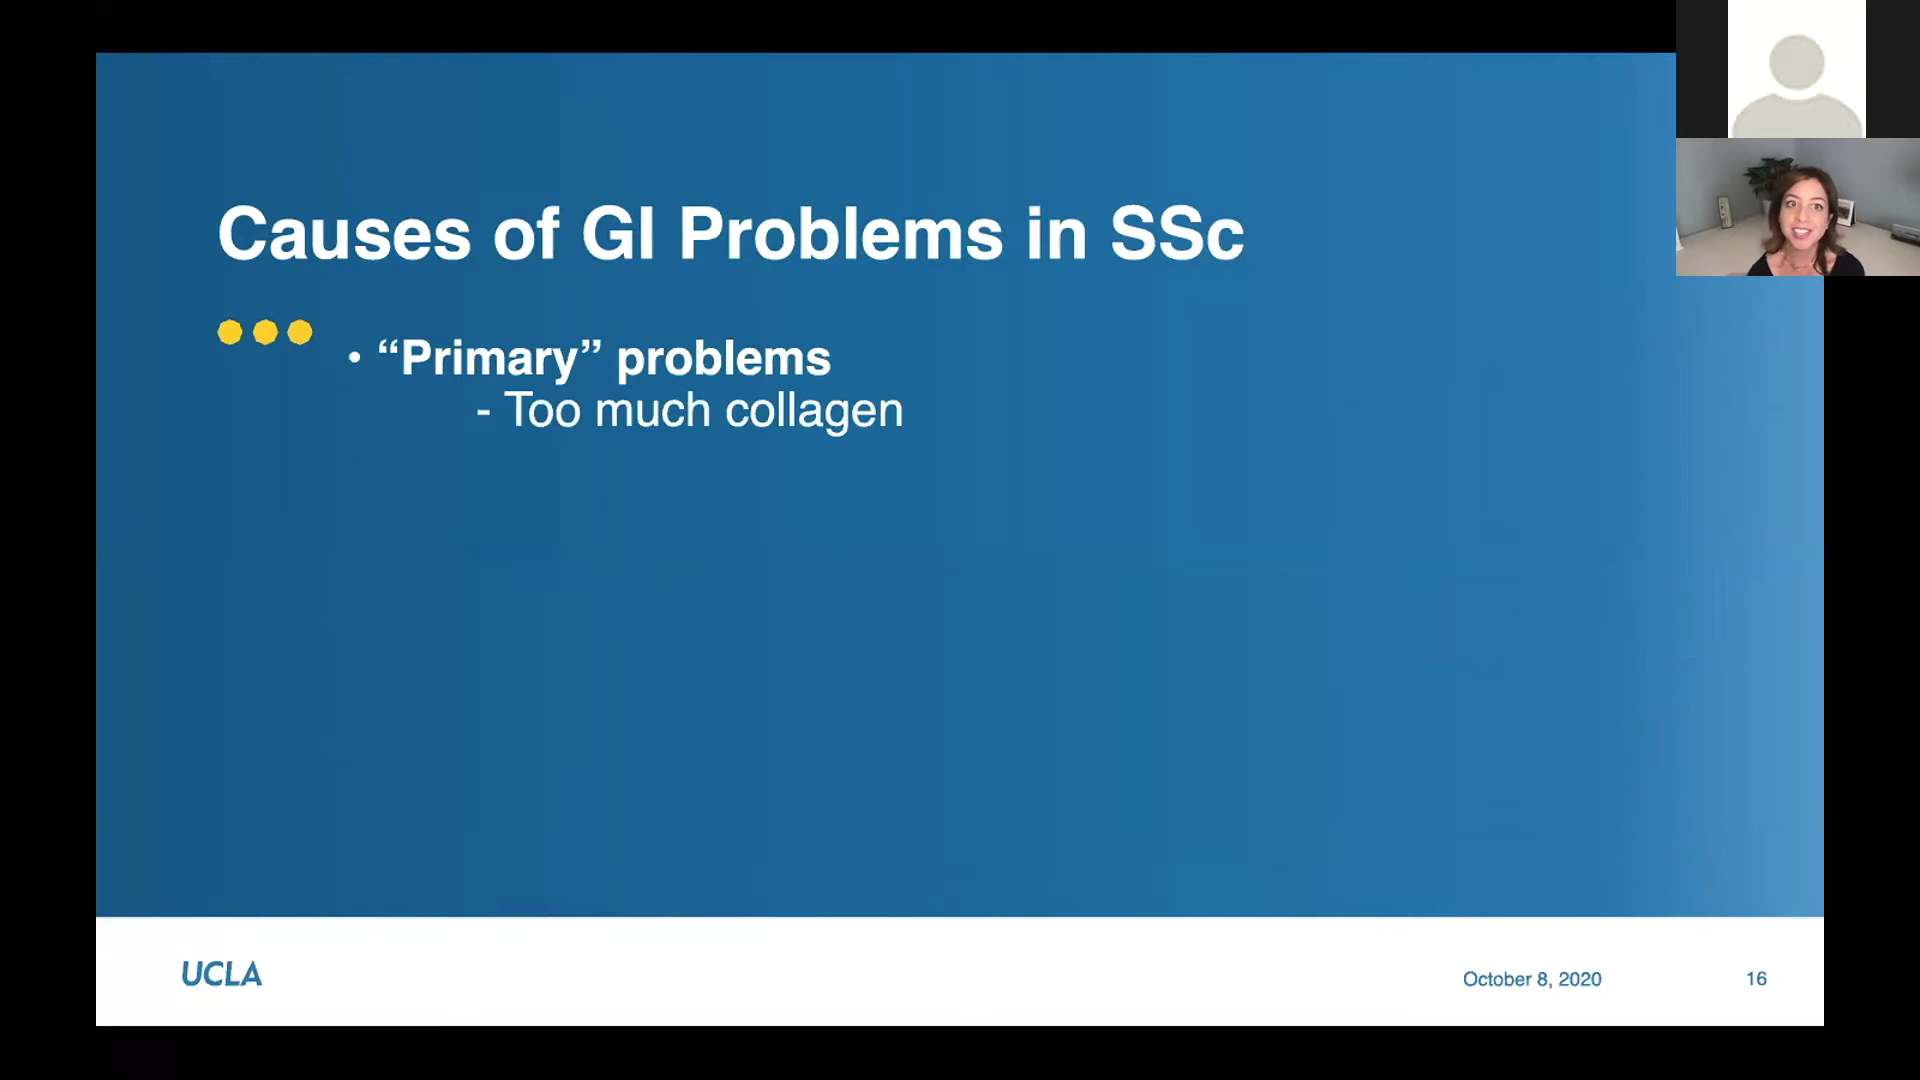 Causes of GI Problems in SSc
• “Primary” problems
- Too much collagen
UCLA
October 8, 2020
16